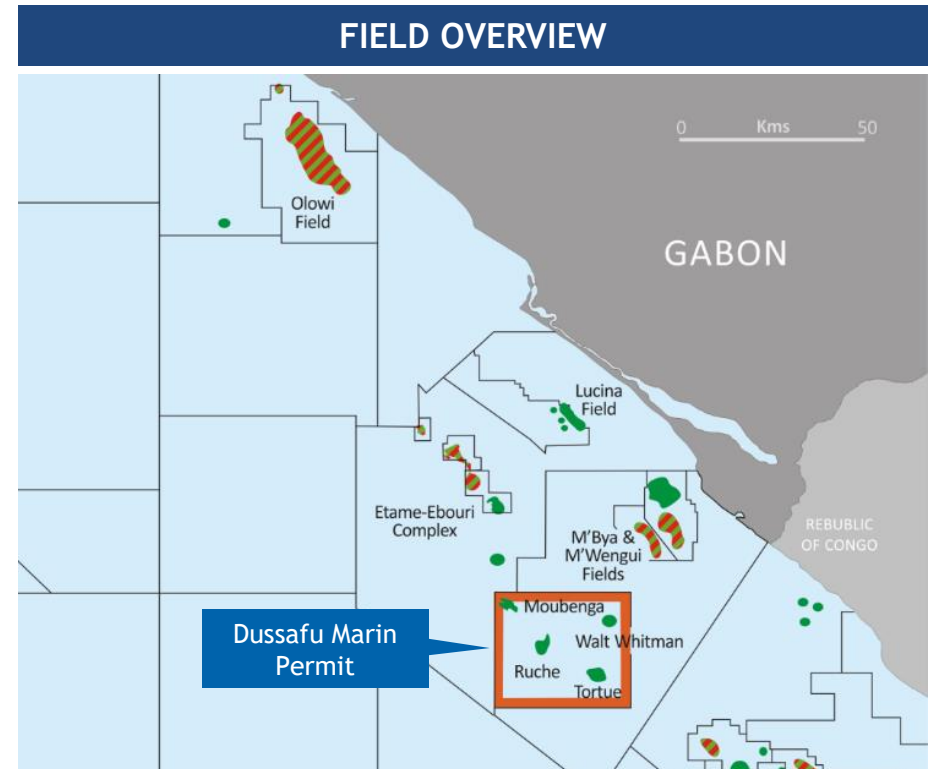 FIELD OVERVIEW
0 Kms 50
Olowi
Field
GABON
Lucina
Field
Etame-Ebouri
Complex
M'Bya &
M'Wengui
Fields
REBUBLIC
OF CONGO
Moubenga
Walt Whitman
Dussafu Marin
Permit
Ruche
Tortue